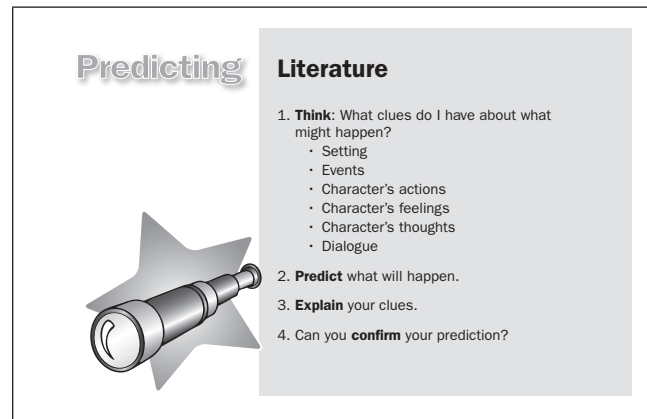 Predicting
Literature
1. Think: What clues do I have about what
might happen?
• Setting
• Events
• Character's actions
• Character's feelings
• Character's thoughts
• Dialogue
2. Predict what will happen.
3. Explain your clues.
4. Can you confirm your prediction?